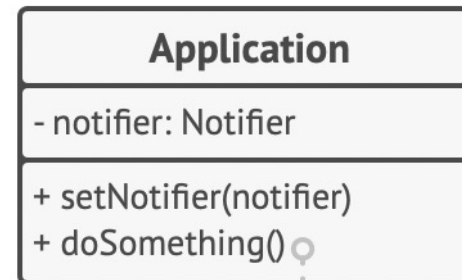 Application
- notifier: Notifier
+ setNotifier(notifier)
+ doSomething()